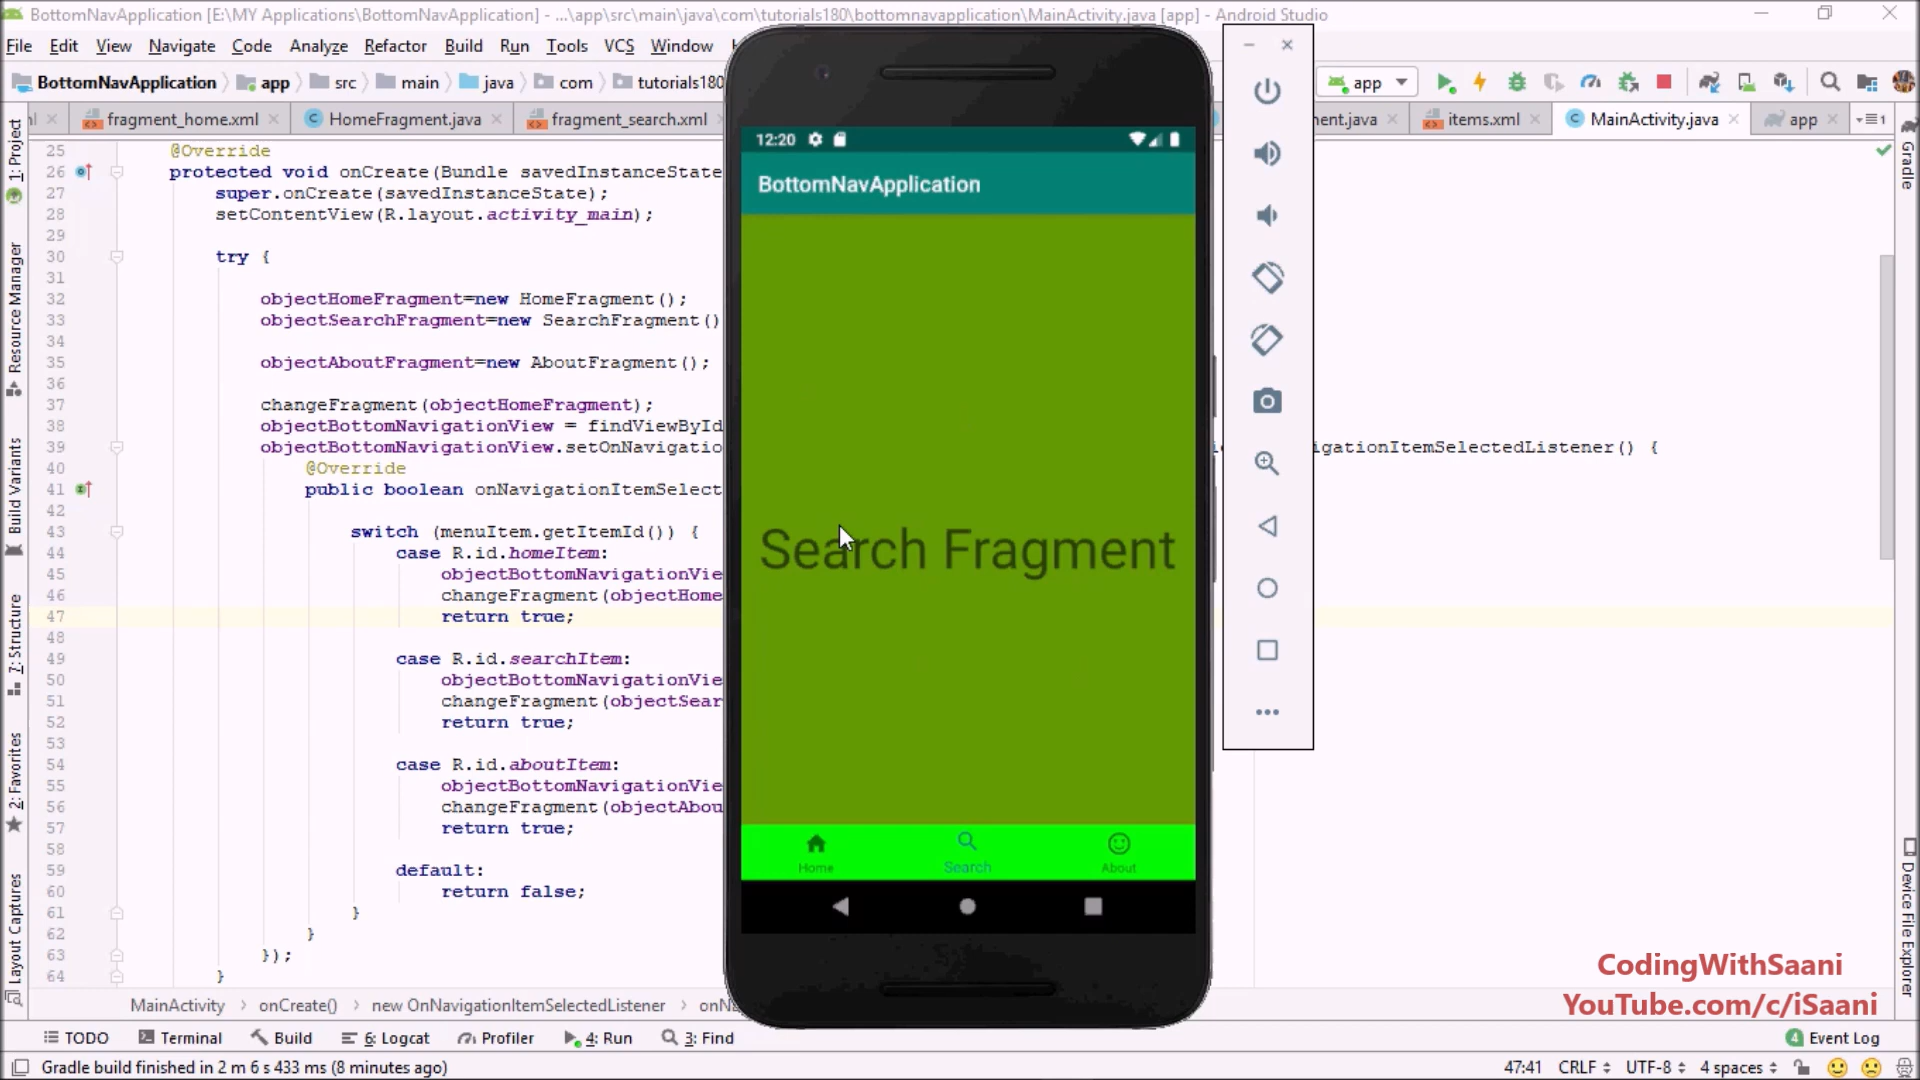 BottomNavApplication [E:\MY Applications\BottomNavApplication] - ...\app\src\main\java\com\tutorials180\bottomnavapplication\MainActivity.java [app] - Android Studio
File Edit View Navigate Code Analyze Refactor Build Run Tools VCS Window
BottomNavApplication app src main java com tutorials180 app
fragment_home.xml HomeFragment.java fragment_search.xml ment.java items.xml MainActivity.java app
1: Project
Resource Manager
Build Variants
7: Structure
2: Favorites
Layout Captures
25 @Override
26 protected void onCreate(Bundle savedInstanceState
27 super.onCreate(savedInstanceState);
28 setContentView(R.layout.activity_main);
29
30 try {
31
32 objectHomeFragment=new HomeFragment();
33 objectSearchFragment=new SearchFragment()
34
35 objectAboutFragment=new AboutFragment();
36
37 changeFragment(objectHomeFragment);
38 objectBottomNavigationView = findViewById
39 objectBottomNavigationView.setOnNavigatio igationItemSelectedListener() {
40 @Override
41 public boolean onNavigationItemSelect
42
43 switch (menuItem.getItemId()) {
44 case R.id.homeItem:
45 objectBottomNavigationVie
46 changeFragment(objectHome
47 return true;
48
49 case R.id.searchItem:
50 objectBottomNavigationVie
51 changeFragment(objectSear
52 return true;
53
54 case R.id.aboutItem:
55 objectBottomNavigationVie
56 changeFragment(objectAbou
57 return true;
58
59 default:
60 return false;
61 }
62 }
63 });
64 }
12:20
BottomNavApplication
Search Fragment
Home Search About
Gradle
Device File Explorer
CodingWithSaani
YouTube.com/c/iSaani
MainActivity onCreate() new OnNavigationItemSelectedListener onN
TODO Terminal Build 6: Logcat Profiler 4: Run 3: Find 4 Event Log
Gradle build finished in 2 m 6 s 433 ms (8 minutes ago) 47:41 CRLF UTF-8 4 spaces